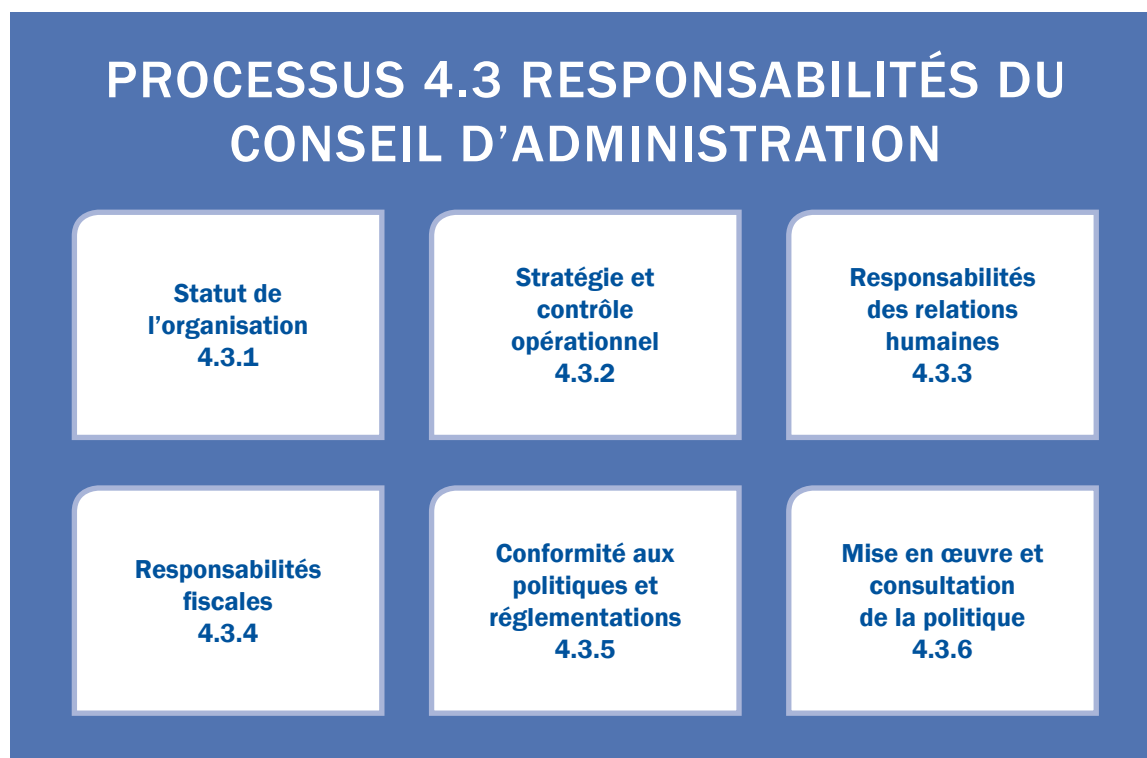 PROCESSUS 4.3 RESPONSABILITÉS DU
CONSEIL D’ADMINISTRATION
Statut de
l’organisation
4.3.1
Stratégie et
contrôle
opérationnel
4.3.2
Responsabilités
des relations
humaines
4.3.3
Responsabilités
fiscales
4.3.4
Conformité aux
politiques et
réglementations
4.3.5
Mise en œuvre et
consultation
de la politique
4.3.6